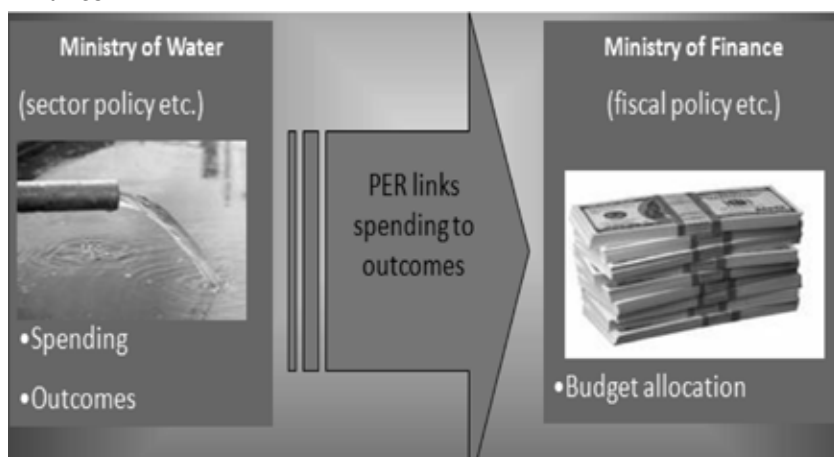 Ministry of Water
(sector policy etc.)
•Spending
•Outcomes
PER links
spending to
outcomes
Ministry of Finance
(fiscal policy etc.)
•Budget allocation